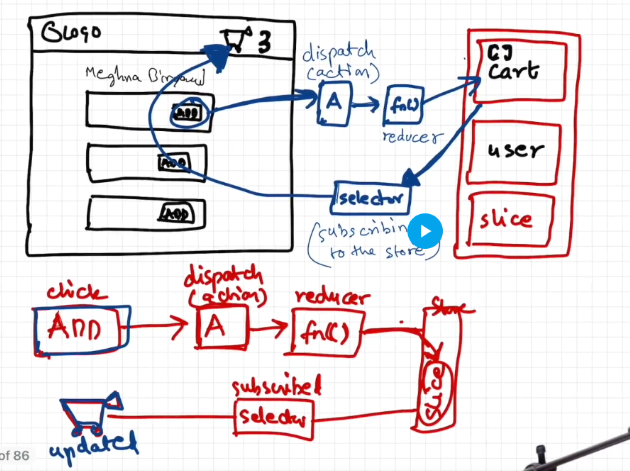 Logo
3
Meghna Biryani
ADD
ADD
ADD
dispatch
(action)
A
fn()
reducer
selector
(subscribing
to the store)
[]
Cart
user
slice
click
ADD
dispatch
(action)
A
reducer
fn()
Store
slice
subscribed
selector
updated
of 86